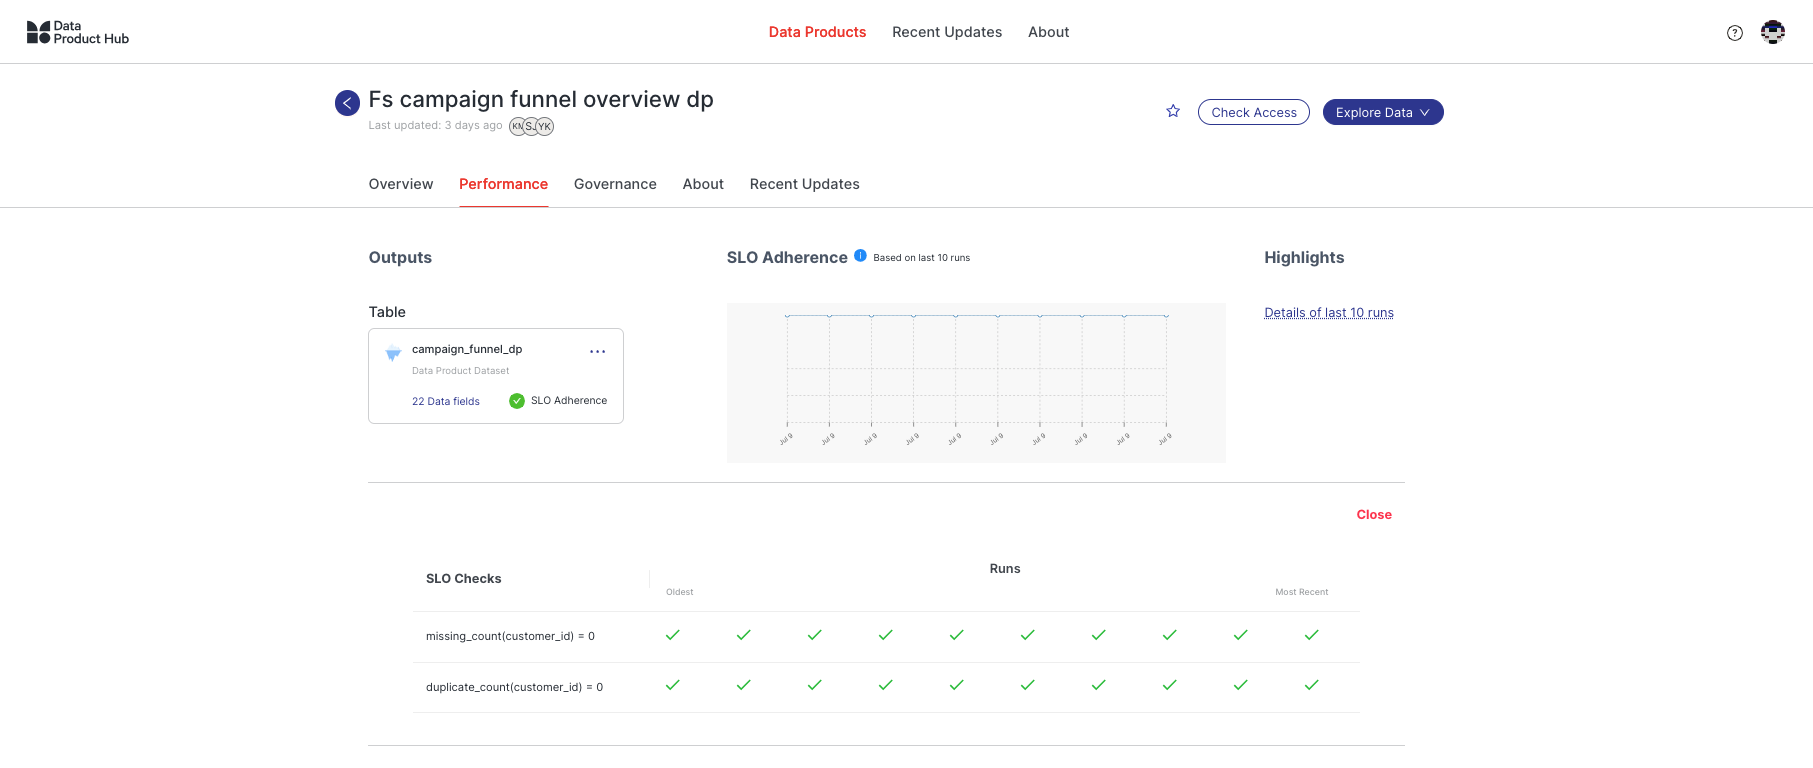 Data
Product Hub
Data Products
Recent Updates
About
Fs campaign funnel overview dp
Last updated: 3 days ago
YK
Check Access
Explore Data
Overview
Performance
Governance
About
Recent Updates
Outputs
SLO Adherence
Based on last 10 runs
Highlights
Table
campaign_funnel_dp
Data Product Dataset
22 Data fields
SLO Adherence
Details of last 10 runs
Jul 9
Jul 9
Jul 9
Jul 9
Jul 9
Jul 9
Jul 9
Jul 9
Jul 9
Jul 9
Close
SLO Checks
Runs
Oldest
Most Recent
missing_count(customer_id) = 0
duplicate_count(customer_id) = 0